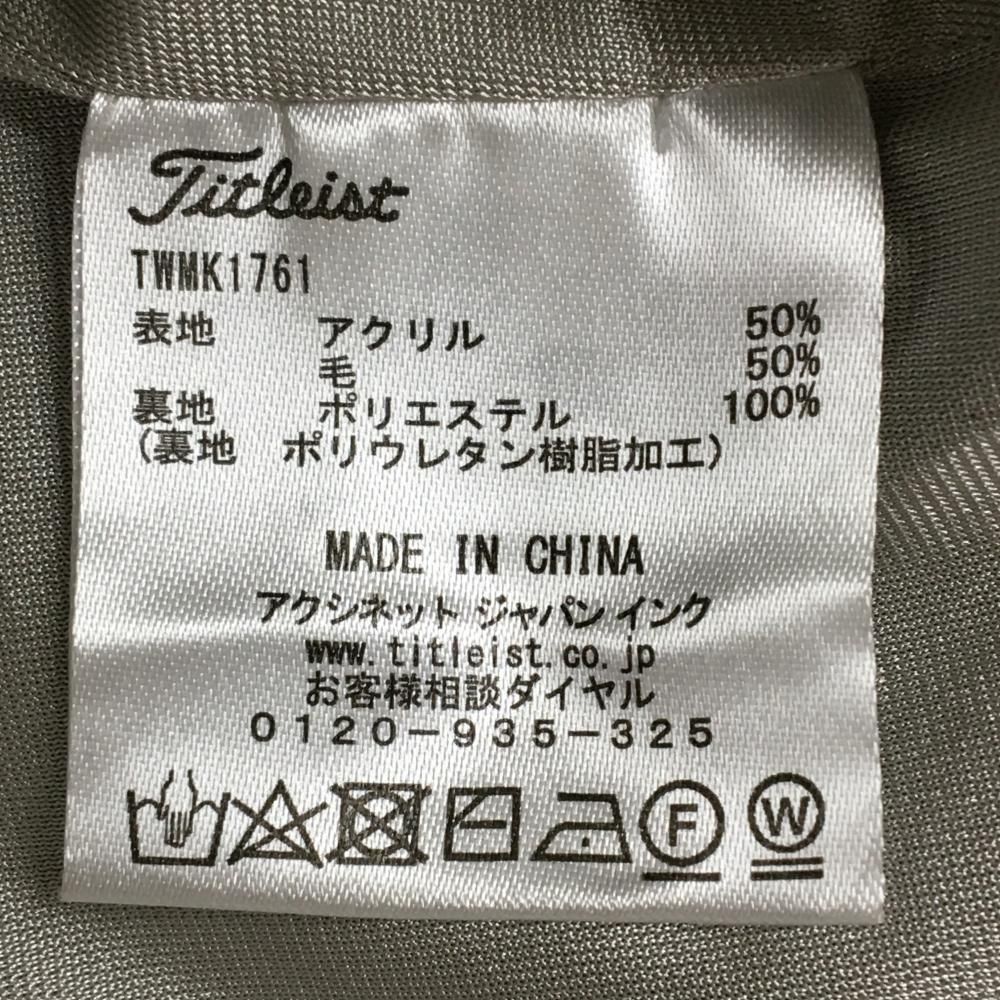 Titleist
TWMK1761
表地 アクリル 50%
毛 50%
裏地 ポリエステル 100%
(裏地 ポリウレタン樹脂加工)
MADE IN CHINA
アクシネット ジャパン インク
www.titleist.co.jp
お客様相談ダイヤル
0120-935-325
F W